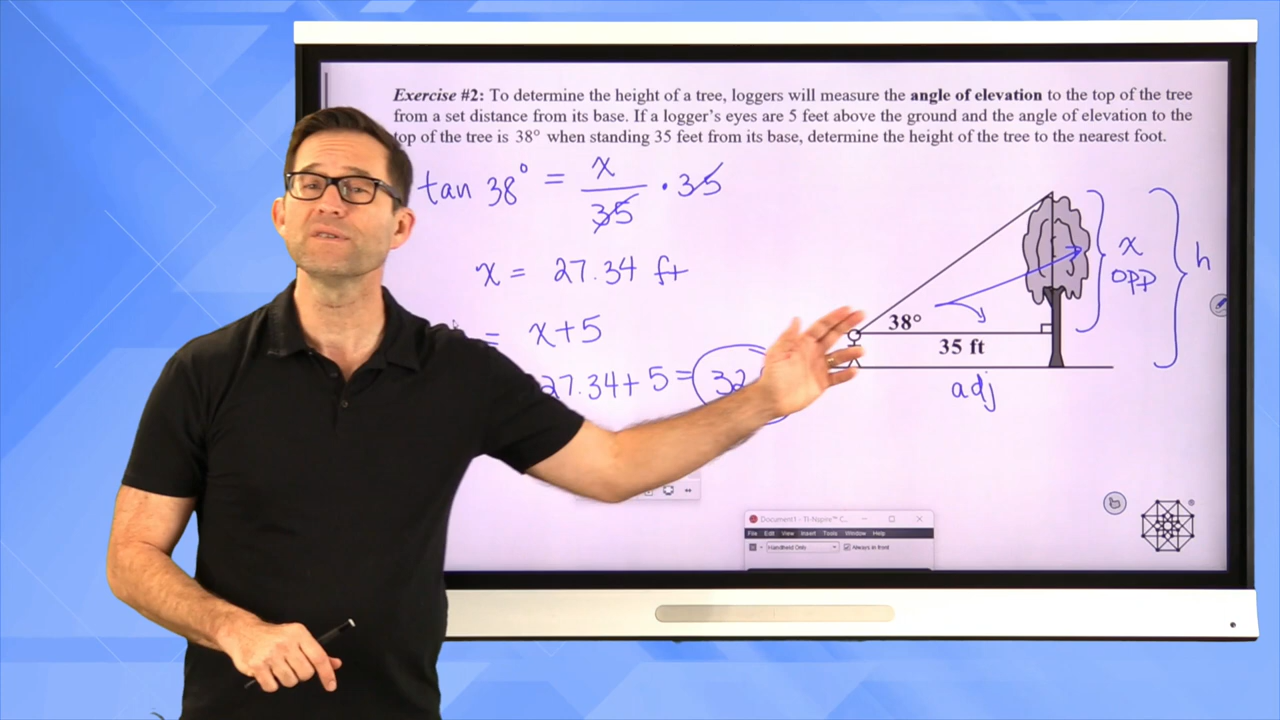 Exercise #2: To determine the height of a tree, loggers will measure the angle of elevation to the top of the tree
from a set distance from its base. If a logger's eyes are 5 feet above the ground and the angle of elevation to the
top of the tree is 38° when standing 35 feet from its base, determine the height of the tree to the nearest foot.
tan 38° = x/35 · 35
x = 27.34 ft
= x+5
27.34+5=32
38°
35 ft
adj
x
opp
h
Document1 - TI-Nspire™ C...
File Edit View Insert Tools Window Help
Handheld Only Always in front
®